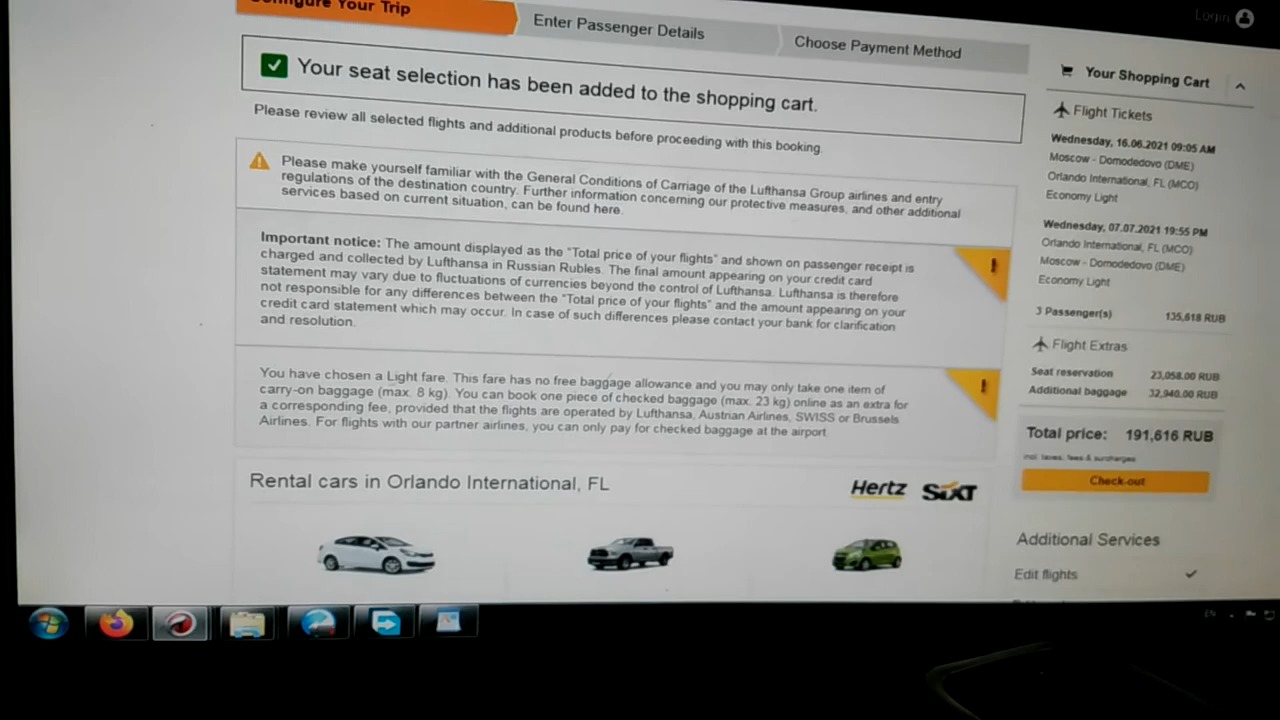 Configure Your Trip
Enter Passenger Details
Choose Payment Method
Login
Your seat selection has been added to the shopping cart.
Please review all selected flights and additional products before proceeding with this booking.
Please make yourself familiar with the General Conditions of Carriage of the Lufthansa Group airlines and entry
regulations of the destination country. Further information concerning our protective measures, and other additional
services based on current situation, can be found here.
Important notice: The amount displayed as the "Total price of your flights" and shown on passenger receipt is
charged and collected by Lufthansa in Russian Rubles. The final amount appearing on your credit card
statement may vary due to fluctuations of currencies beyond the control of Lufthansa. Lufthansa is therefore
not responsible for any differences between the "Total price of your flights" and the amount appearing on your
credit card statement which may occur. In case of such differences please contact your bank for clarification
and resolution.
You have chosen a Light fare. This fare has no free baggage allowance and you may only take one item of
carry-on baggage (max. 8 kg). You can book one piece of checked baggage (max. 23 kg) online as an extra for
a corresponding fee, provided that the flights are operated by Lufthansa, Austrian Airlines, SWISS or Brussels
Airlines. For flights with our partner airlines, you can only pay for checked baggage at the airport.
Rental cars in Orlando International, FL
Hertz
SiXT
Your Shopping Cart
Flight Tickets
Wednesday, 16.06.2021 09:05 AM
Moscow - Domodedovo (DME)
Orlando International, FL (MCO)
Economy Light
Wednesday, 07.07.2021 19:55 PM
Orlando International, FL (MCO)
Moscow - Domodedovo (DME)
Economy Light
3 Passenger(s) 135,618 RUB
Flight Extras
Seat reservation 23,058.00 RUB
Additional baggage 32,940.00 RUB
Total price: 191,616 RUB
incl. taxes, fees & surcharges
Check-out
Additional Services
Edit flights
EN